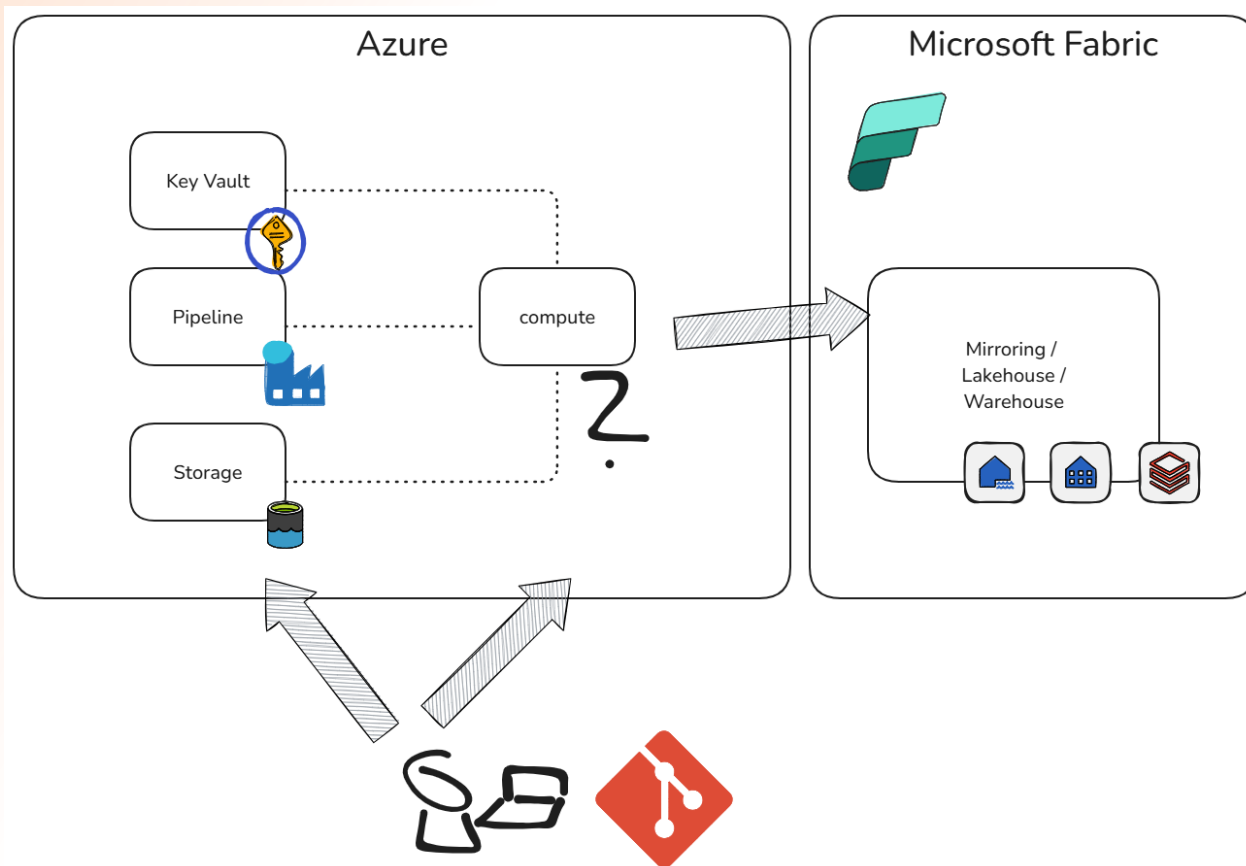 Azure
Microsoft Fabric
Key Vault
Pipeline
compute
Storage
Mirroring /
Lakehouse /
Warehouse
?